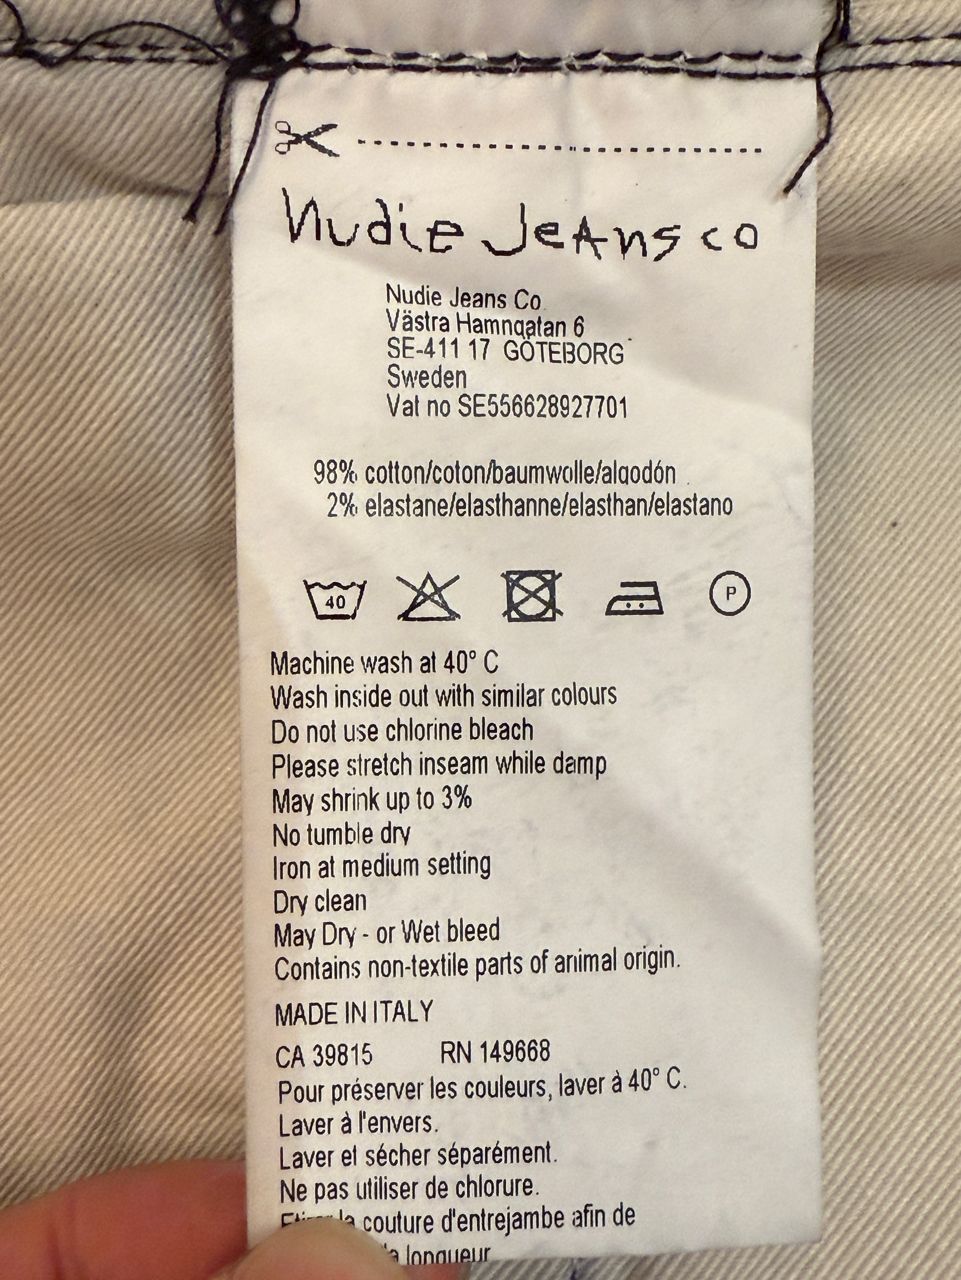 Nudie Jeans co
Nudie Jeans Co
Västra Hamngatan 6
SE-411 17 GÖTEBORG
Sweden
Vat no SE556628927701
98% cotton/coton/baumwolle/algodón
2% elastane/elasthanne/elasthan/elastano
40 P
Machine wash at 40° C
Wash inside out with similar colours
Do not use chlorine bleach
Please stretch inseam while damp
May shrink up to 3%
No tumble dry
Iron at medium setting
Dry clean
May Dry - or Wet bleed
Contains non-textile parts of animal origin.
MADE IN ITALY
CA 39815 RN 149668
Pour préserver les couleurs, laver à 40° C.
Laver à l'envers.
Laver et sécher séparément.
Ne pas utiliser de chlorure.
la couture d'entrejambe afin de
longueur